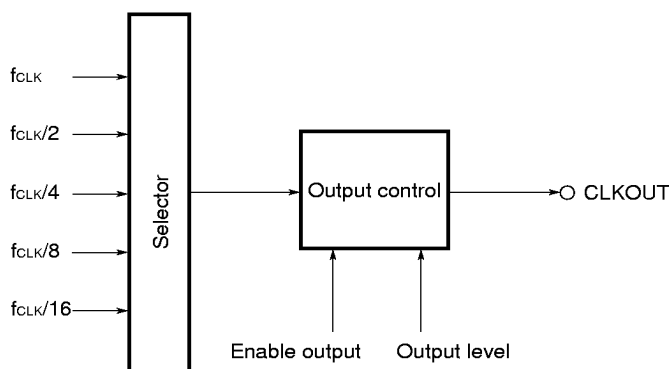 fCLK
fCLK/2
fCLK/4
fCLK/8
fCLK/16
Selector
Output control
CLKOUT
Enable output
Output level